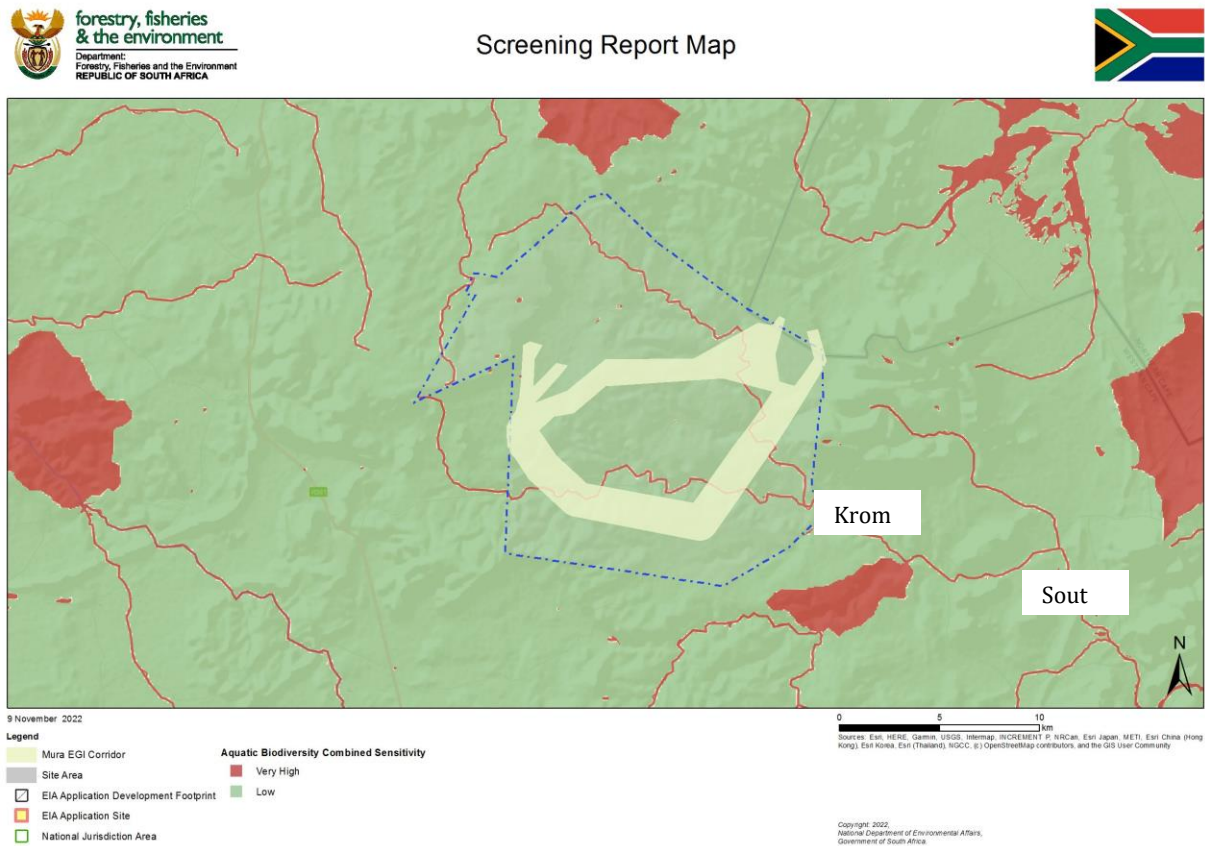 forestry, fisheries
& the environment
Department:
Forestry, Fisheries and the Environment
REPUBLIC OF SOUTH AFRICA
Screening Report Map
Krom
Sout
N
9 November 2022
Legend
Mura EGI Corridor
Site Area
EIA Application Development Footprint
EIA Application Site
National Jurisdiction Area
Aquatic Biodiversity Combined Sensitivity
Very High
Low
0 5 10
km
Sources: Esri, HERE, Garmin, USGS, Intermap, INCREMENT P, NRCan, Esri Japan, METI, Esri China (Hong
Kong), Esri Korea, Esri (Thailand), NGCC, (c) OpenStreetMap contributors, and the GIS User Community
Copyright: 2022,
National Department of Environmental Affairs,
Government of South Africa.